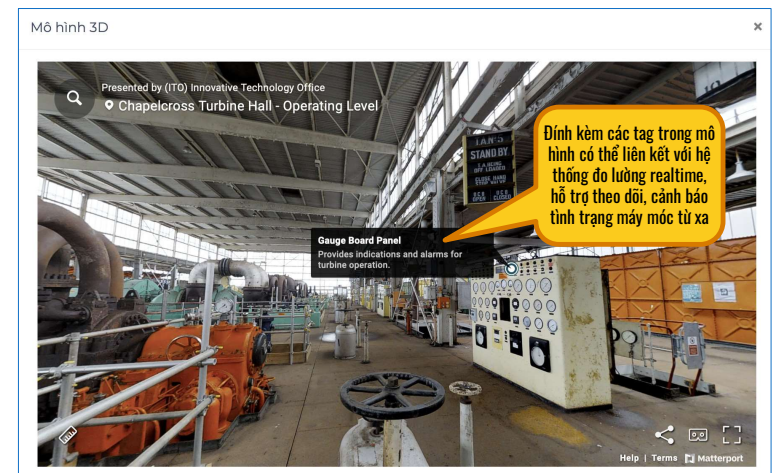 Mô hình 3D
×
Presented by (ITO) Innovative Technology Office
Chapelcross Turbine Hall - Operating Level
T.A.Nº5
STAND BY
Đính kèm các tag trong mô
hình có thể liên kết với hệ
thống đo lường realtime,
hỗ trợ theo dõi, cảnh báo
tình trạng máy móc từ xa
Gauge Board Panel
Provides indications and alarms for
turbine operation.
Help | Terms Matterport